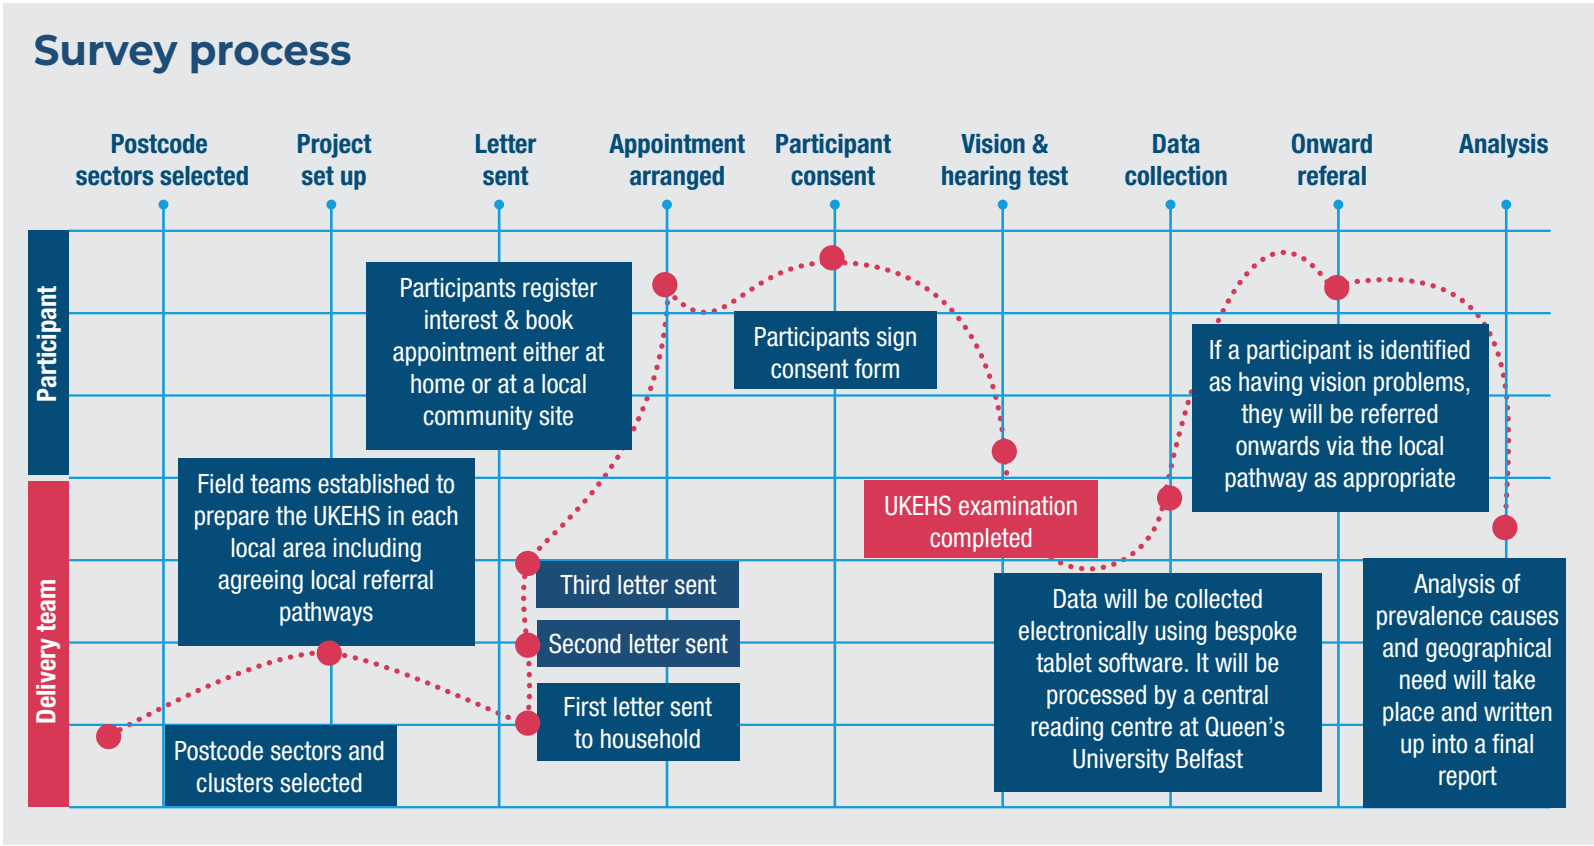 Survey process
Postcode
sectors selected
Project
set up
Letter
sent
Appointment
arranged
Participant
consent
Vision &
hearing test
Data
collection
Onward
referal
Analysis
Participant
Delivery team
Postcode sectors and
clusters selected
Field teams established to
prepare the UKEHS in each
local area including
agreeing local referral
pathways
First letter sent
to household
Second letter sent
Third letter sent
Participants register
interest & book
appointment either at
home or at a local
community site
Participants sign
consent form
UKEHS examination
completed
Data will be collected
electronically using bespoke
tablet software. It will be
processed by a central
reading centre at Queen’s
University Belfast
If a participant is identified
as having vision problems,
they will be referred
onwards via the local
pathway as appropriate
Analysis of
prevalence causes
and geographical
need will take
place and written
up into a final
report